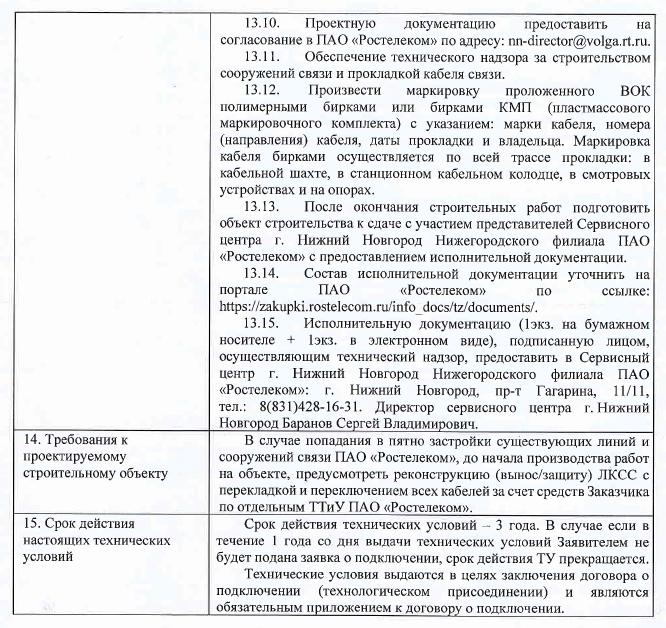 13.10. Проектную документацию предоставить на
согласование в ПАО «Ростелеком» по адресу: nn-director@volga.rt.ru.
13.11. Обеспечение технического надзора за строительством
сооружений связи и прокладкой кабеля связи.
13.12. Произвести маркировку проложенного ВОК
полимерными бирками или бирками КМП (пластмассового
маркировочного комплекта) с указанием: марки кабеля, номера
(направления) кабеля, даты прокладки и владельца. Маркировка
кабеля бирками осуществляется по всей трассе прокладки: в
кабельной шахте, в станционном кабельном колодце, в смотровых
устройствах и на опорах.
13.13. После окончания строительных работ подготовить
объект строительства к сдаче с участием представителей Сервисного
центра г. Нижний Новгород Нижегородского филиала ПАО
«Ростелеком» с предоставлением исполнительной документации.
13.14. Состав исполнительной документации уточнить на
портале ПАО «Ростелеком» по ссылке:
https://zakupki.rostelecom.ru/info_docs/tz/documents/.
13.15. Исполнительную документацию (1экз. на бумажном
носителе + 1экз. в электронном виде), подписанную лицом,
осуществляющим технический надзор, предоставить в Сервисный
центр г. Нижний Новгород Нижегородского филиала ПАО
«Ростелеком»: г. Нижний Новгород, пр-т Гагарина, 11/11,
тел.: 8(831)428-16-31. Директор сервисного центра г. Нижний
Новгород Баранов Сергей Владимирович.
14. Требования к
проектируемому
строительному объекту
В случае попадания в пятно застройки существующих линий и
сооружений связи ПАО «Ростелеком», до начала производства работ
на объекте, предусмотреть реконструкцию (вынос/защиту) ЛКСС с
перекладкой и переключением всех кабелей за счет средств Заказчика
по отдельным ТТиУ ПАО «Ростелеком».
15. Срок действия
настоящих технических
условий
Срок действия технических условий – 3 года. В случае если в
течение 1 года со дня выдачи технических условий Заявителем не
будет подана заявка о подключении, срок действия ТУ прекращается.
Технические условия выдаются в целях заключения договора о
подключении (технологическом присоединении) и являются
обязательным приложением к договору о подключении.